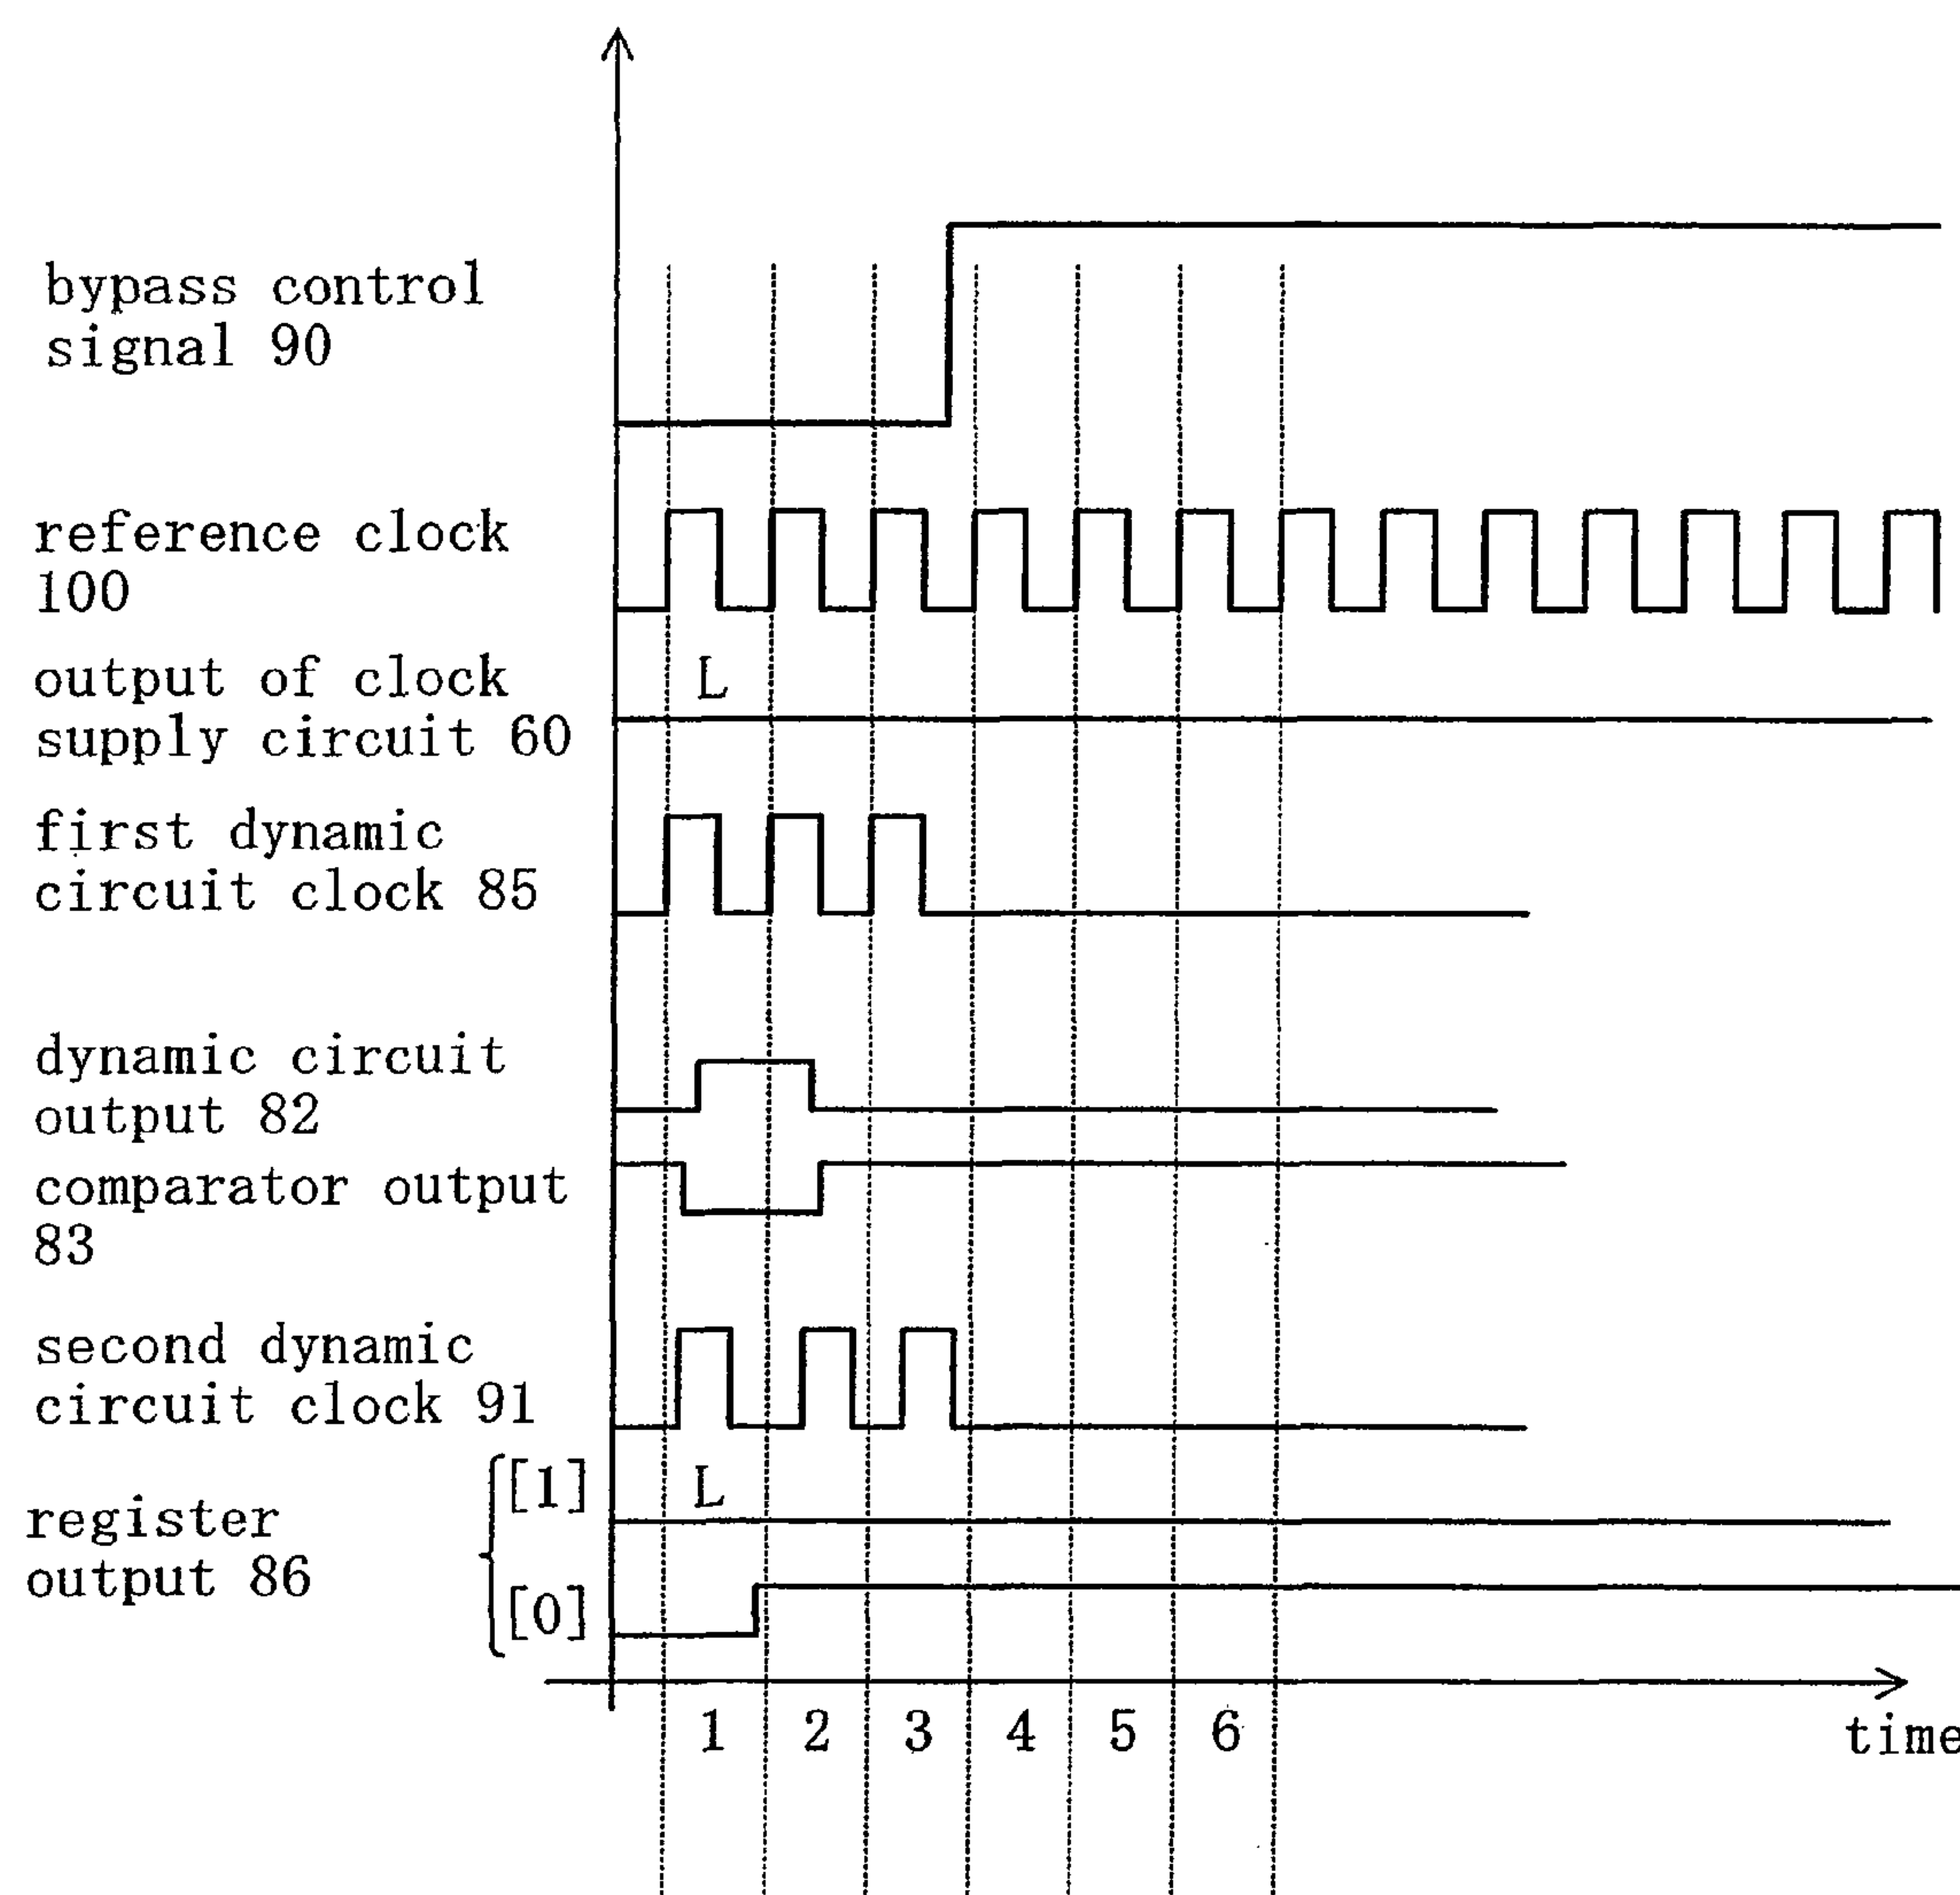 bypass control
signal 90
reference clock
100
output of clock
supply circuit 60
L
first dynamic
circuit clock 85
dynamic circuit
output 82
comparator output
83
second dynamic
circuit clock 91
register
output 86
[1]
L
[0]
1 2 3 4 5 6
time